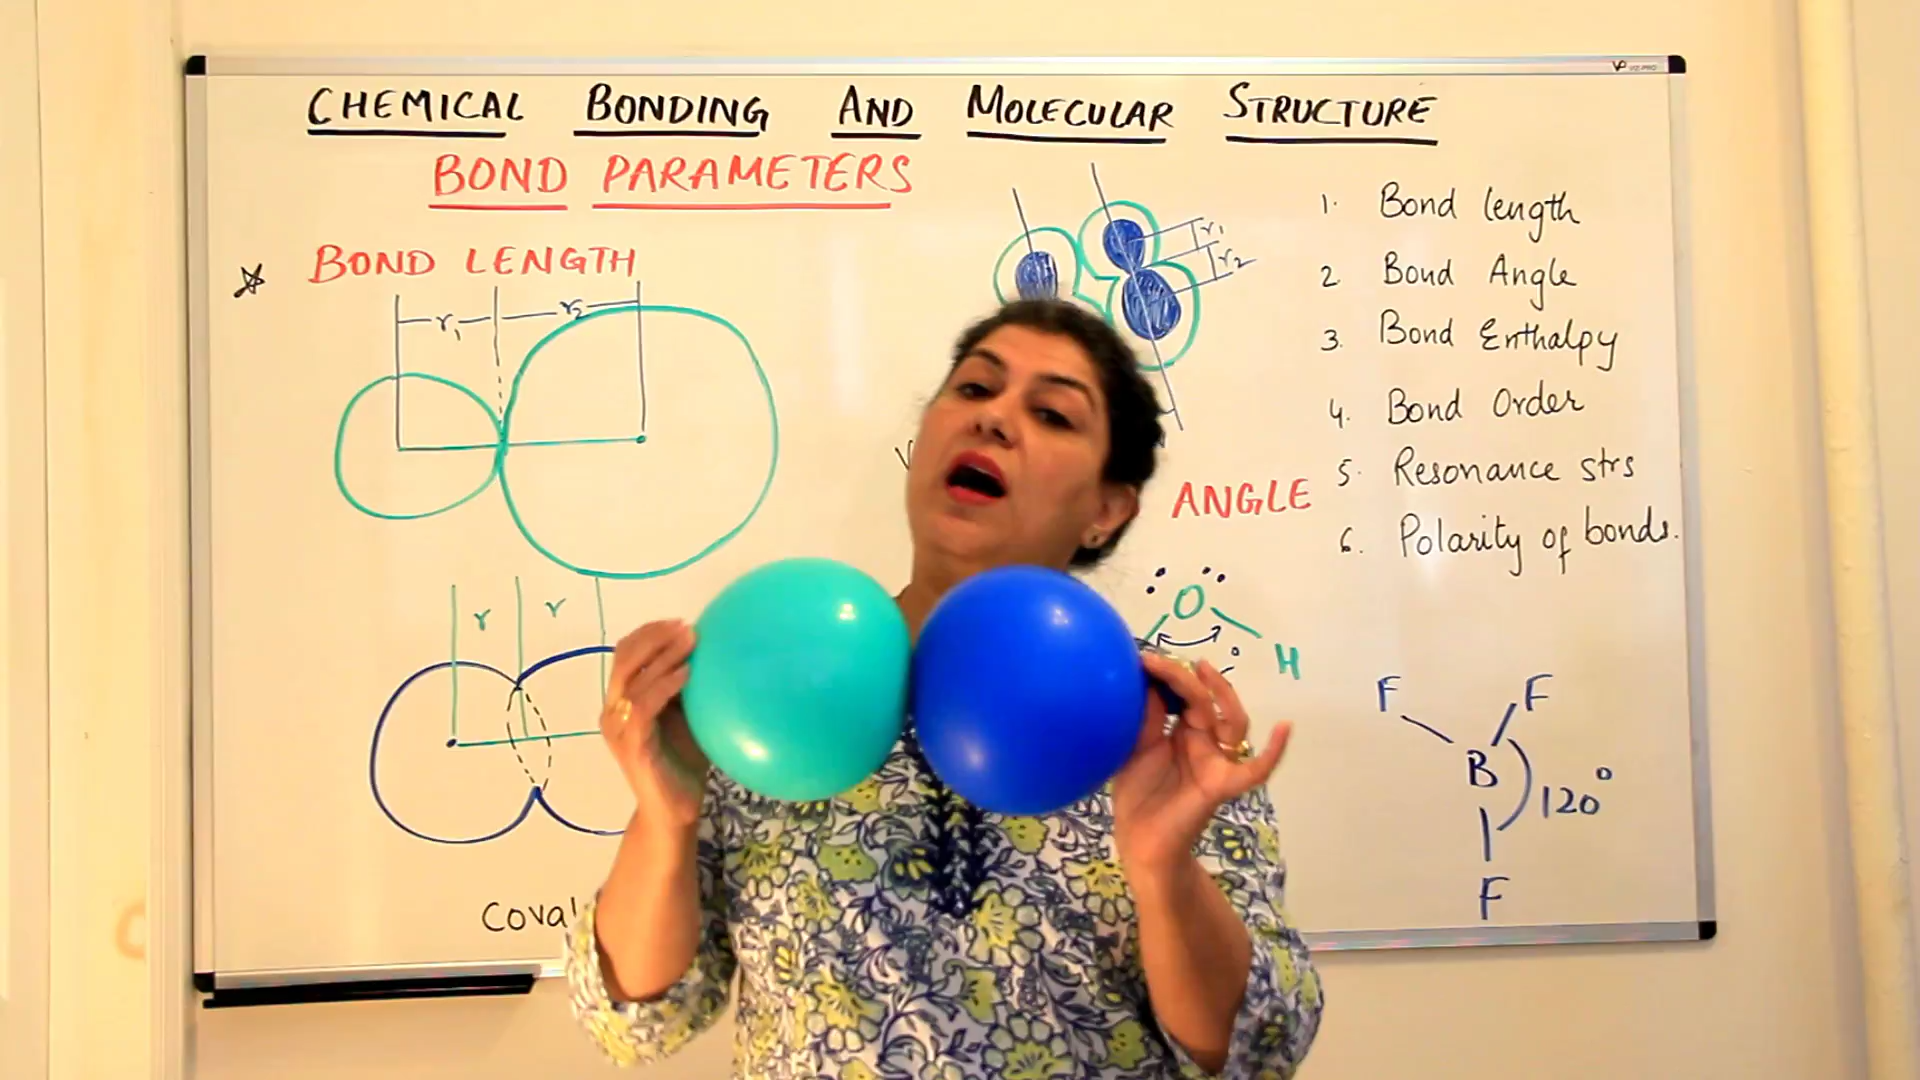 CHEMICAL BONDING AND MOLECULAR STRUCTURE
BOND PARAMETERS
BOND LENGTH
r₁ r₂
r r
r₁
r₂
1. Bond length
2. Bond Angle
3. Bond Enthalpy
4. Bond Order
5. Resonance strs
6. Polarity of bonds.
ANGLE
O
H
F F
B
120°
F